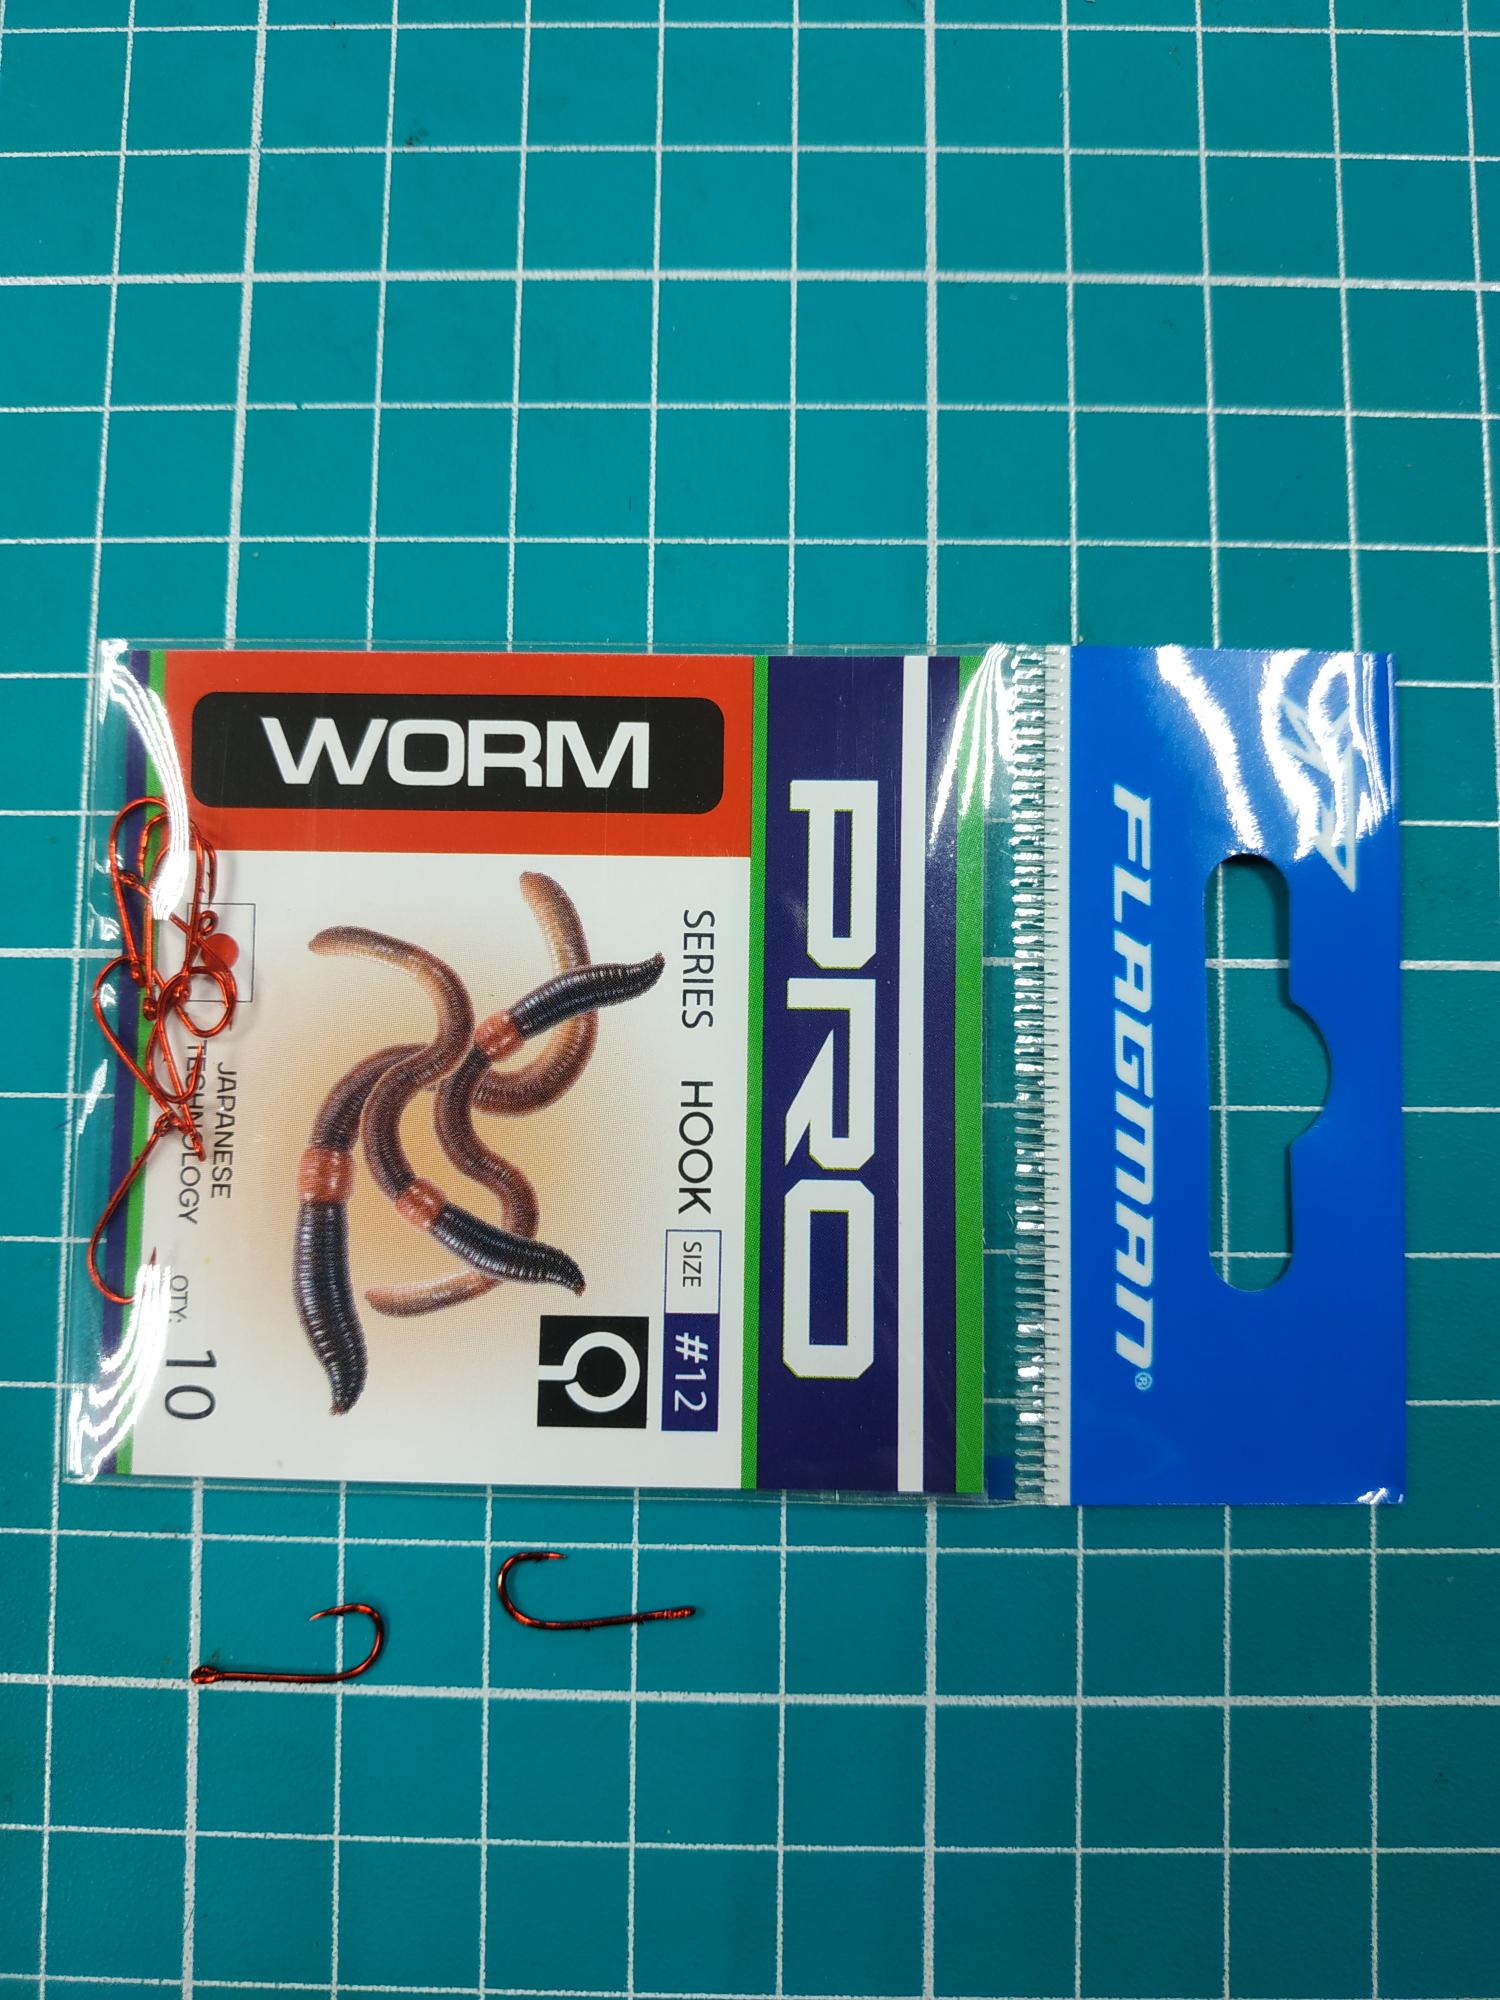 FLAGMAN®
PRO
SERIES HOOK
SIZE #12
WORM
JAPANESE
TECHNOLOGY
QTY: 10